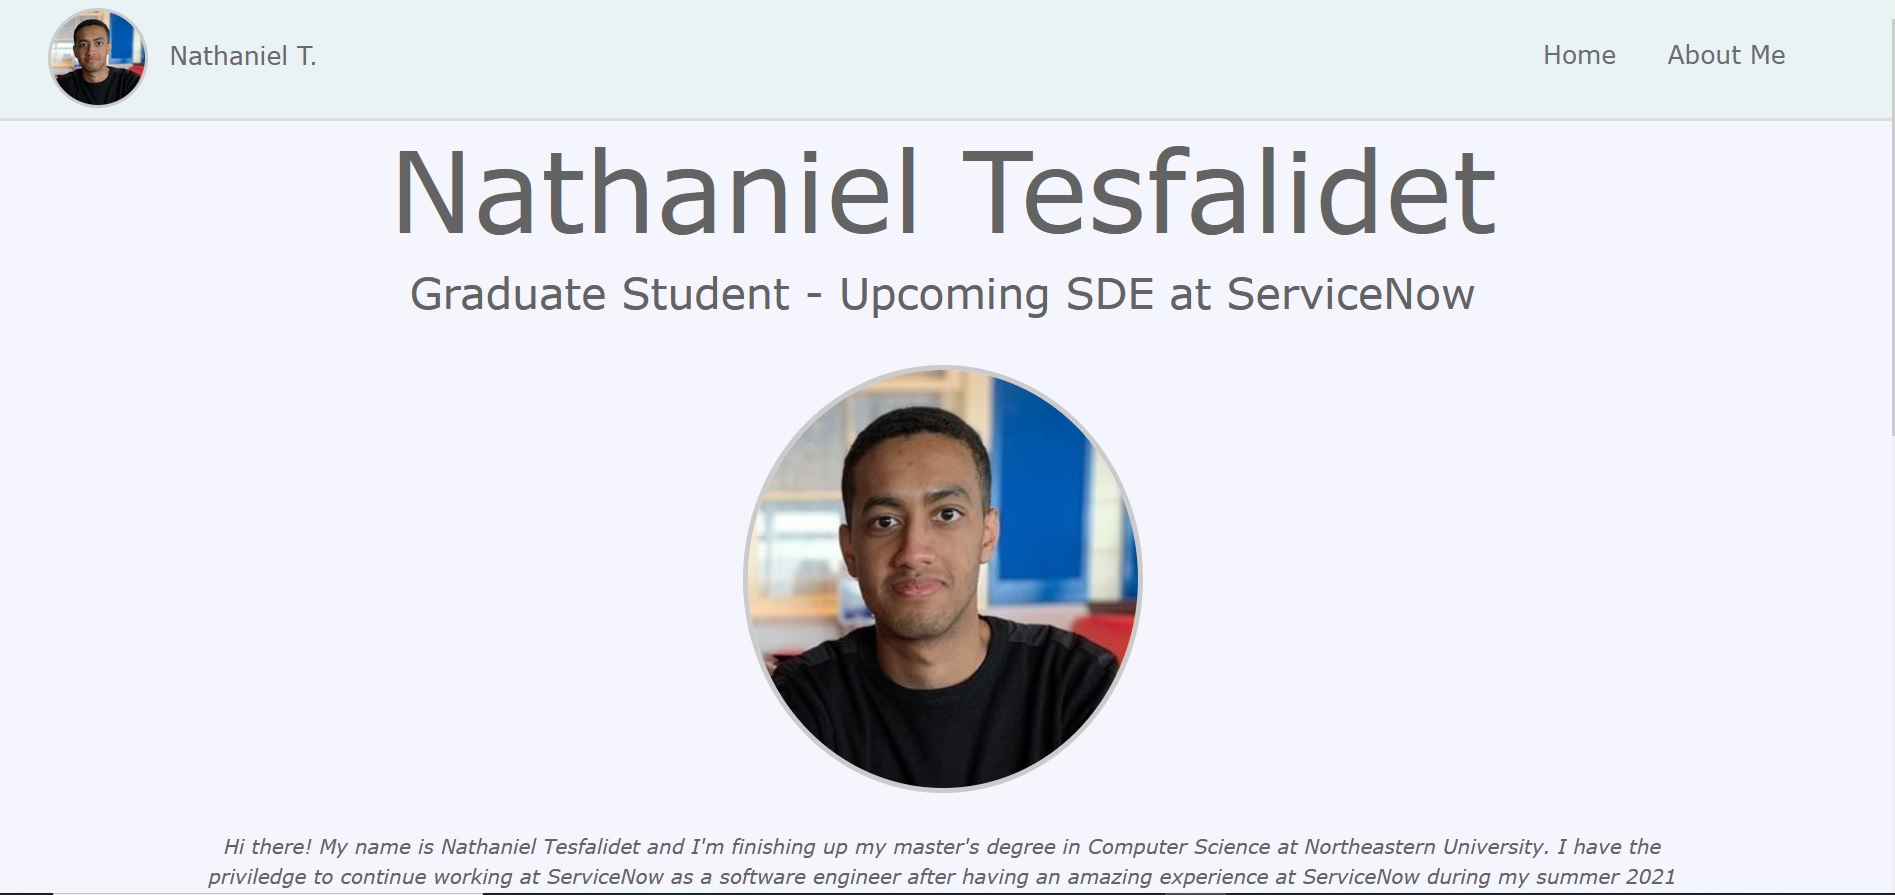 Nathaniel T.
Home
About Me
Nathaniel Tesfalidet
Graduate Student - Upcoming SDE at ServiceNow
Hi there! My name is Nathaniel Tesfalidet and I'm finishing up my master's degree in Computer Science at Northeastern University. I have the
priviledge to continue working at ServiceNow as a software engineer after having an amazing experience at ServiceNow during my summer 2021